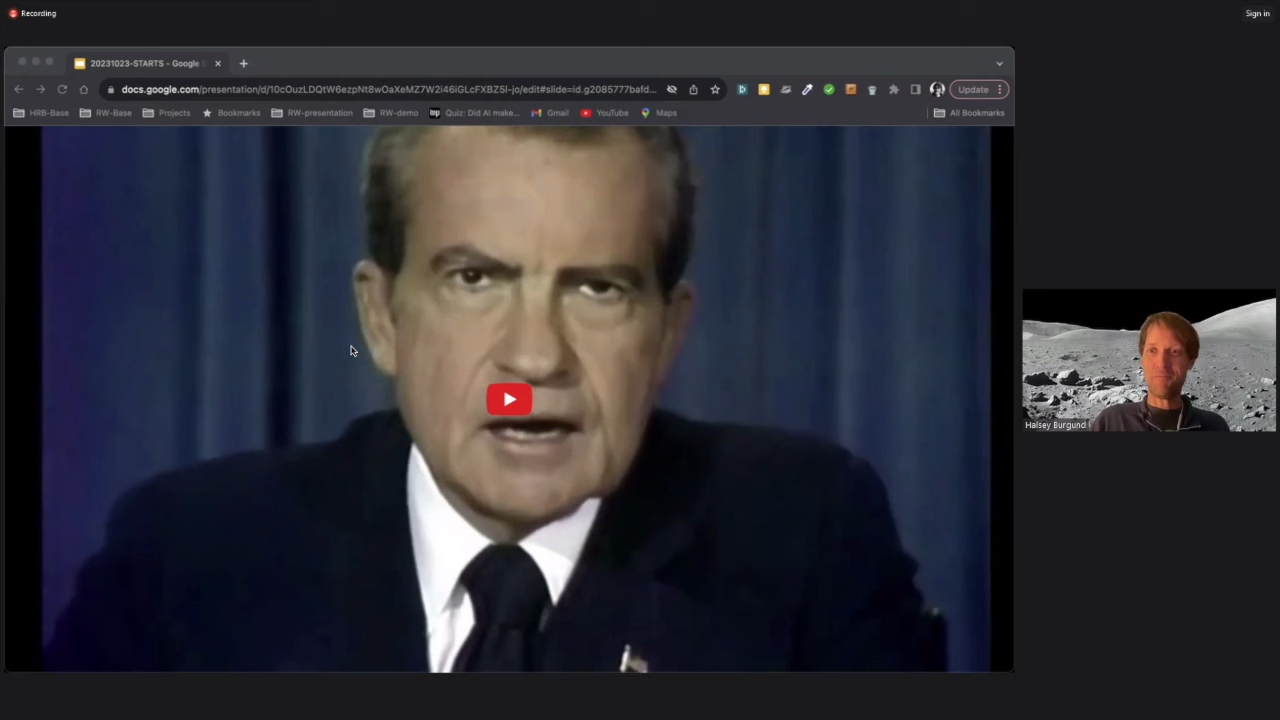 Recording
Sign in
20231023-STARTS - Google S
docs.google.com/presentation/d/10cOuzLDQtW6ezpNt8wOaXeMZ7W2i46iGLcFXBZ5I-jo/edit#slide=id.g2085777bafd...
Update
HRB-Base
RW-Base
Projects
Bookmarks
RW-presentation
RW-demo
Quiz: Did AI make...
Gmail
YouTube
Maps
All Bookmarks
Halsey Burgund